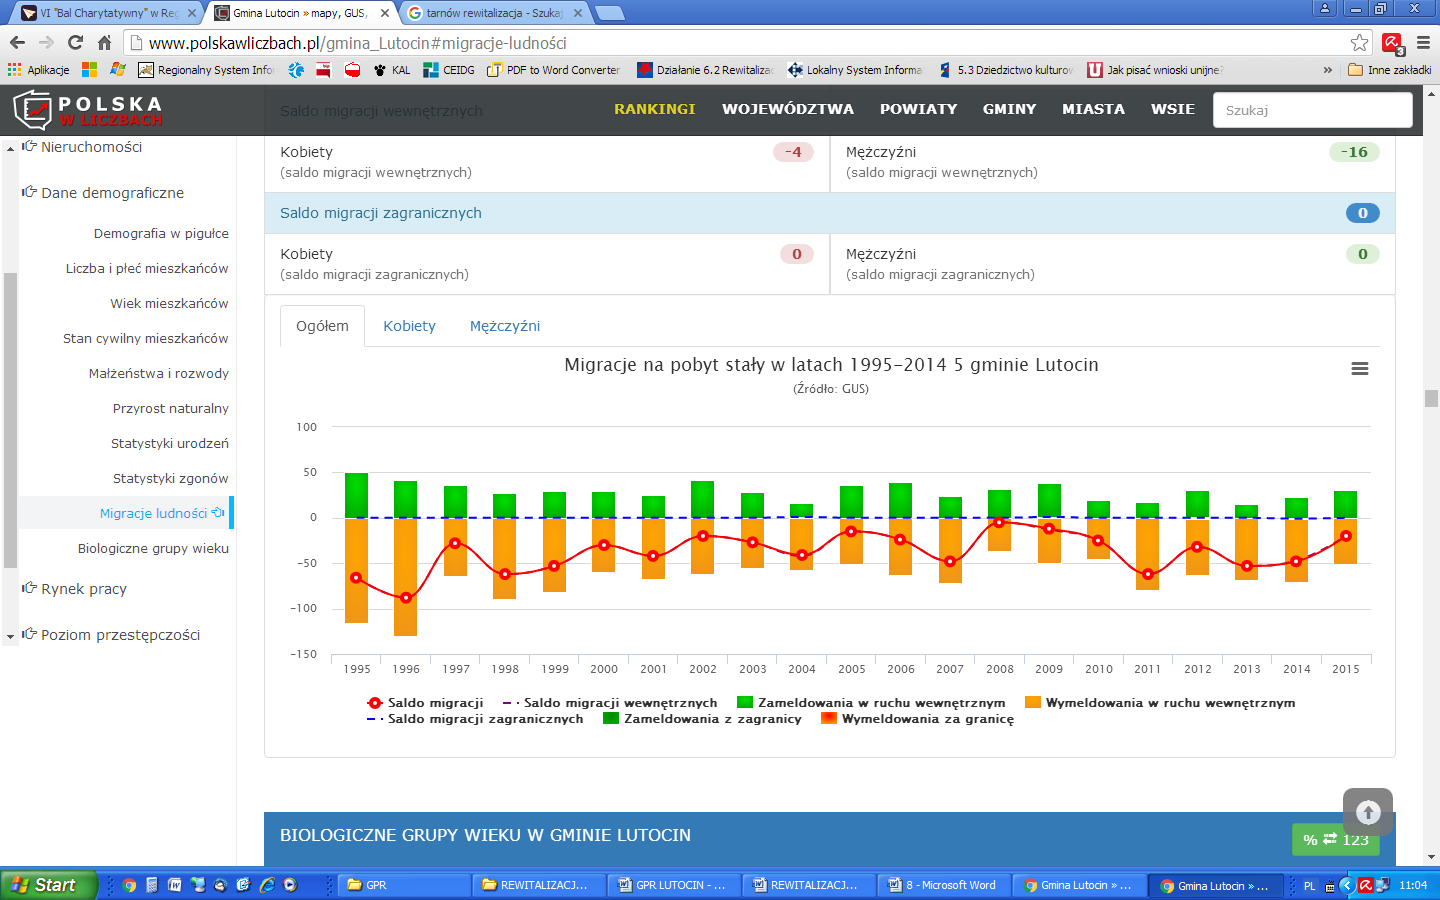 VI "Bal Charytatywny" w Reg
Gmina Lutocin » mapy, GUS,
tarnów rewitalizacja - Szukaj
www.polskawliczbach.pl/gmina_Lutocin#migracje-ludności
Aplikacje
Regionalny System Info
KAL
CEIDG
PDF to Word Converter
Działanie 6.2 Rewitaliza
Lokalny System Informa
5.3 Dziedzictwo kulturow
Jak pisać wnioski unijne?
»
Inne zakładki
3
POLSKA
W LICZBACH
Saldo migracji wewnętrznych
RANKINGI
WOJEWÓDZTWA
POWIATY
GMINY
MIASTA
WSIE
Szukaj
Nieruchomości
Dane demograficzne
Demografia w pigułce
Liczba i płeć mieszkańców
Wiek mieszkańców
Stan cywilny mieszkańców
Małżeństwa i rozwody
Przyrost naturalny
Statystyki urodzeń
Statystyki zgonów
Migracje ludności
Biologiczne grupy wieku
Rynek pracy
Poziom przestępczości
Kobiety -4
(saldo migracji wewnętrznych)
Mężczyźni -16
(saldo migracji wewnętrznych)
Saldo migracji zagranicznych 0
Kobiety 0
(saldo migracji zagranicznych)
Mężczyźni 0
(saldo migracji zagranicznych)
Ogółem Kobiety Mężczyźni
Migracje na pobyt stały w latach 1995-2014 5 gminie Lutocin
(Źródło: GUS)
100
50
0
-50
-100
-150
1995 1996 1997 1998 1999 2000 2001 2002 2003 2004 2005 2006 2007 2008 2009 2010 2011 2012 2013 2014 2015
Saldo migracji Saldo migracji wewnętrznych Zameldowania w ruchu wewnętrznym Wymeldowania w ruchu wewnętrznym
Saldo migracji zagranicznych Zameldowania z zagranicy Wymeldowania za granicę
BIOLOGICZNE GRUPY WIEKU W GMINIE LUTOCIN
% 123
Start
GPR
REWITALIZACJ...
GPR LUTOCIN - ...
REWITALIZACJ...
8 - Microsoft Word
Gmina Lutocin » ...
Gmina Lutocin » ...
PL
11:04